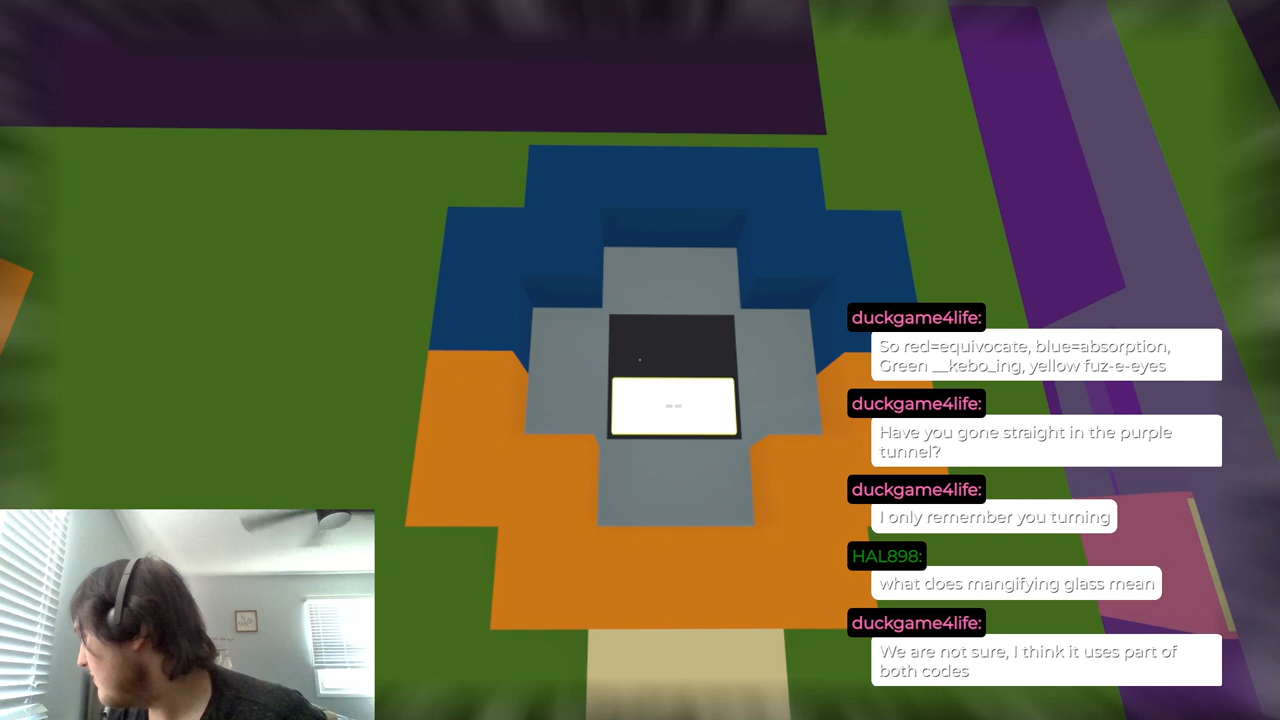 duckgame4life:
So red=equivocate, blue=absorption,
Green __kebo_ing, yellow fuz-e-eyes
duckgame4life:
Have you gone straight in the purple
tunnel?
duckgame4life:
I only remember you turning
HAL898:
what does mangifying glass mean
duckgame4life:
We are not sure, I think it uses part of
both codes